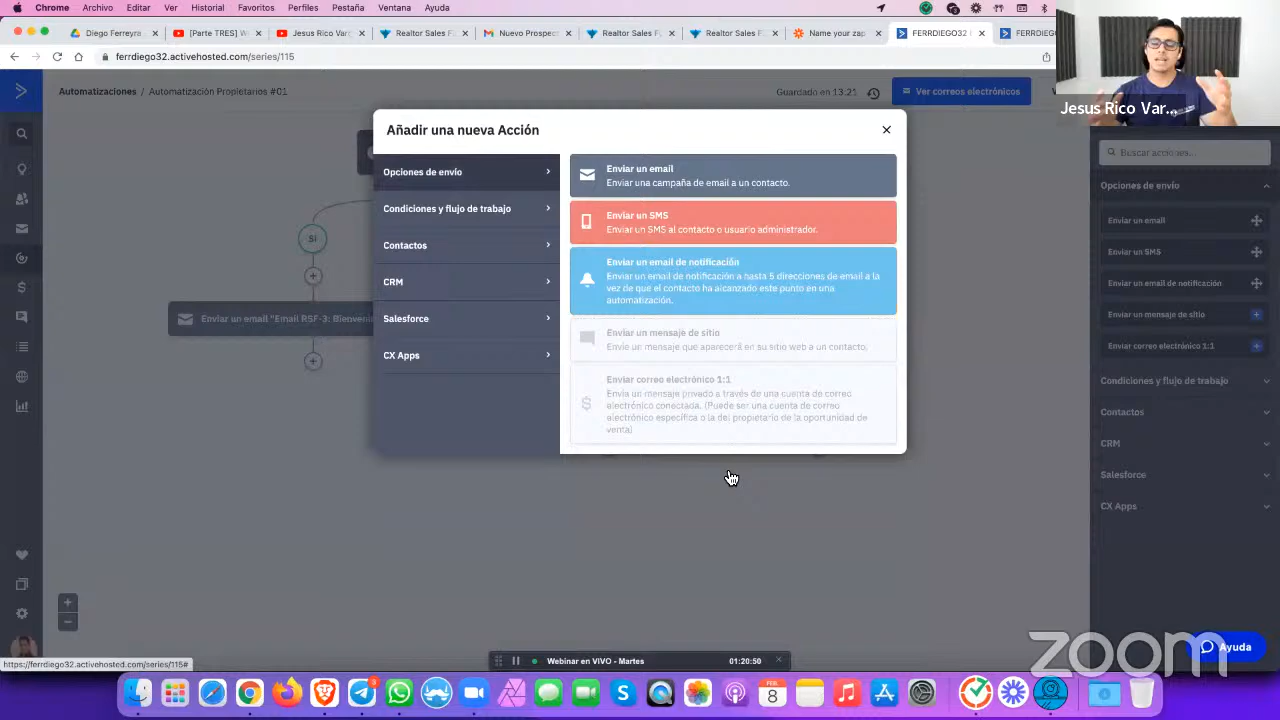 Chrome Archivo Editar Ver Historial Favoritos Perfiles Pestaña Ventana Ayuda
Diego Ferreyra
[Parte TRES] W
Jesus Rico Var
Realtor Sales F
Nuevo Prospec
Realtor Sales F
Realtor Sales E
Name your zap
FERRDIEGO32
FERRDIEGO
ferrdiego32.activehosted.com/series/115
Jesus Rico Var...
Automatizaciones / Automatización Propietarios #01
Guardado en 13:21
Ver correos electrónicos
Añadir una nueva Acción
Opciones de envío
Condiciones y flujo de trabajo
Contactos
CRM
Salesforce
CX Apps
Enviar un email
Enviar una campaña de email a un contacto.
Enviar un SMS
Enviar un SMS al contacto o usuario administrador.
Enviar un email de notificación
Enviar un email de notificación a hasta 5 direcciones de email a la
vez de que el contacto ha alcanzado este punto en una
automatización.
Enviar un mensaje de sitio
Envíe un mensaje que aparecerá en su sitio web a un contacto.
Enviar correo electrónico 1:1
Envía un mensaje privado a través de una cuenta de correo
electrónico conectada. (Puede ser una cuenta de correo
electrónico específica o la del propietario de la oportunidad de
venta)
SI
Enviar un email "Email RSF-3: Bienveni
Buscar acciones...
Opciones de envío
Enviar un email
Enviar un SMS
Enviar un email de notificación
Enviar un mensaje de sitio
Enviar correo electrónico 1:1
Condiciones y flujo de trabajo
Contactos
CRM
Salesforce
CX Apps
https://ferrdiego32.activehosted.com/series/115#
Webinar en VIVO - Martes
01:20:50
Ayuda
zoom
3
FEB.
8